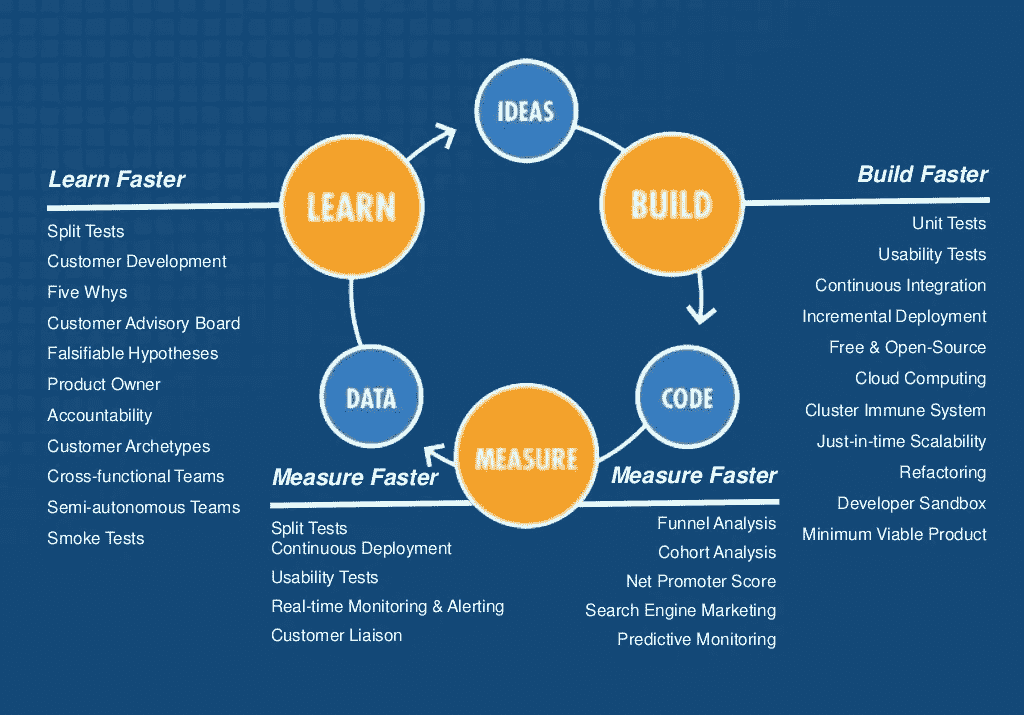 IDEAS
LEARN
BUILD
DATA
CODE
MEASURE
Learn Faster
Split Tests
Customer Development
Five Whys
Customer Advisory Board
Falsifiable Hypotheses
Product Owner
Accountability
Customer Archetypes
Cross-functional Teams
Semi-autonomous Teams
Smoke Tests
Build Faster
Unit Tests
Usability Tests
Continuous Integration
Incremental Deployment
Free & Open-Source
Cloud Computing
Cluster Immune System
Just-in-time Scalability
Refactoring
Developer Sandbox
Minimum Viable Product
Measure Faster
Split Tests
Continuous Deployment
Usability Tests
Real-time Monitoring & Alerting
Customer Liaison
Measure Faster
Funnel Analysis
Cohort Analysis
Net Promoter Score
Search Engine Marketing
Predictive Monitoring